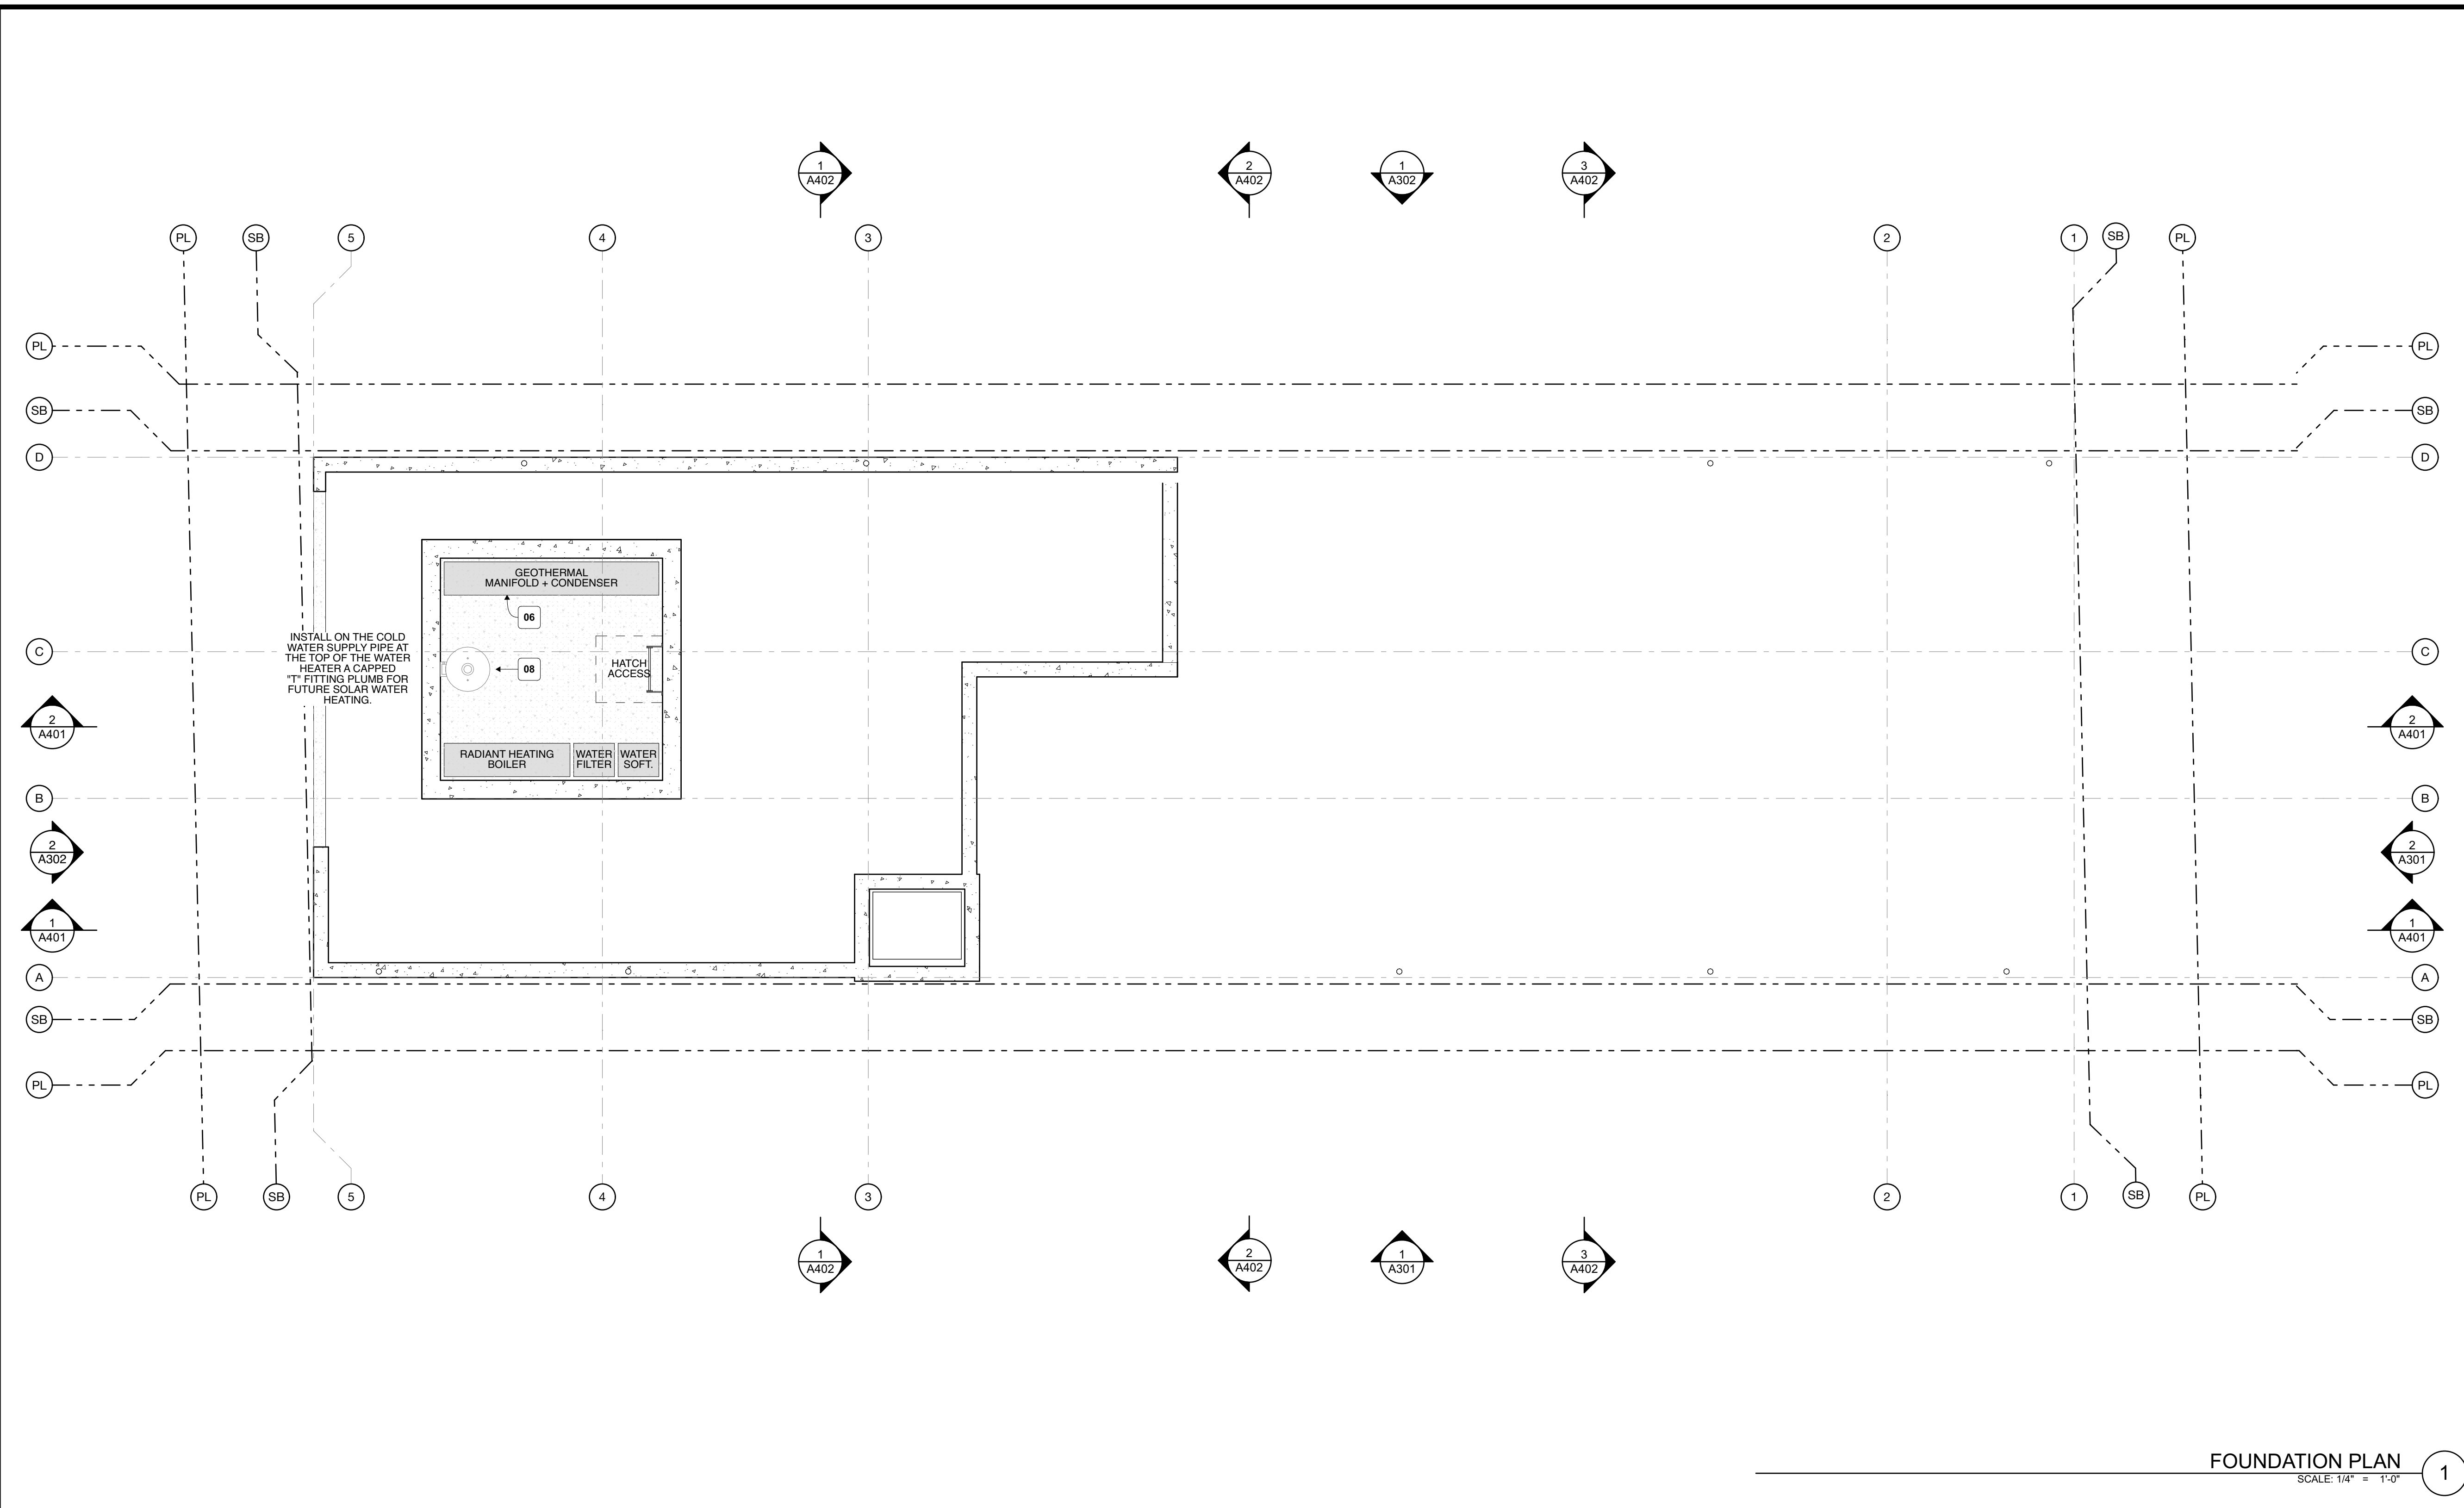 1
A402
2
A402
1
A302
3
A402
PL
SB
5
4
3
2
1
SB
PL
PL
PL
SB
SB
D
D
GEOTHERMAL
MANIFOLD + CONDENSER
06
INSTALL ON THE COLD
WATER SUPPLY PIPE AT
THE TOP OF THE WATER
HEATER A CAPPED
"T" FITTING PLUMB FOR
FUTURE SOLAR WATER
HEATING.
C
C
08
HATCH
ACCESS
2
A401
2
A401
RADIANT HEATING
BOILER
WATER
FILTER
WATER
SOFT.
B
B
2
A302
2
A301
1
A401
1
A401
A
A
SB
SB
PL
PL
PL
SB
5
4
3
2
1
SB
PL
1
A402
2
A402
1
A301
3
A402
FOUNDATION PLAN
SCALE: 1/4" = 1'-0"
1